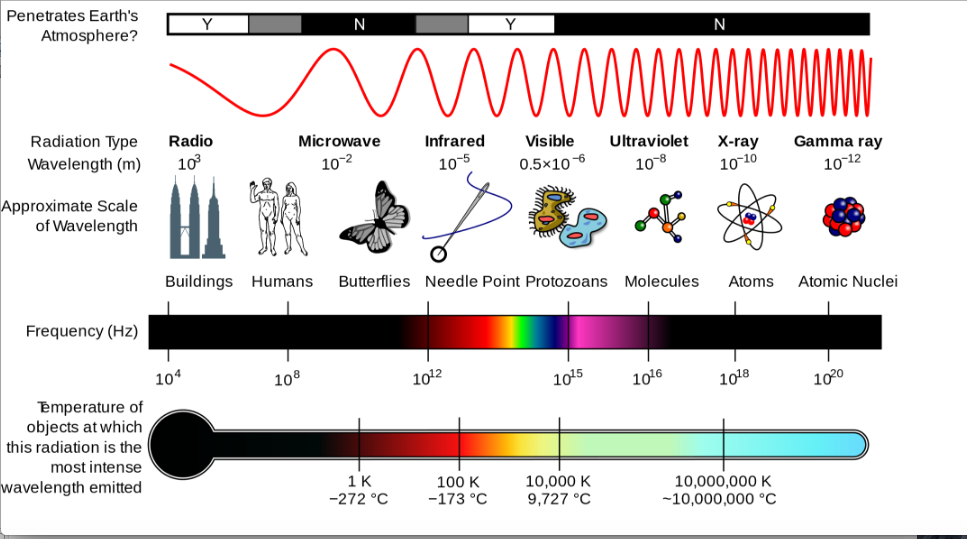 Penetrates Earth's Atmosphere?
Y N Y N
Radiation Type
Radio Microwave Infrared Visible Ultraviolet X-ray Gamma ray
Wavelength (m)
10³ 10⁻² 10⁻⁵ 0.5×10⁻⁶ 10⁻⁸ 10⁻¹⁰ 10⁻¹²
Approximate Scale
of Wavelength
Buildings Humans Butterflies Needle Point Protozoans Molecules Atoms Atomic Nuclei
Frequency (Hz)
10⁴ 10⁸ 10¹² 10¹⁵ 10¹⁶ 10¹⁸ 10²⁰
Temperature of
objects at which
this radiation is the
most intense
wavelength emitted
1 K 100 K 10,000 K 10,000,000 K
−272 °C −173 °C 9,727 °C ~10,000,000 °C